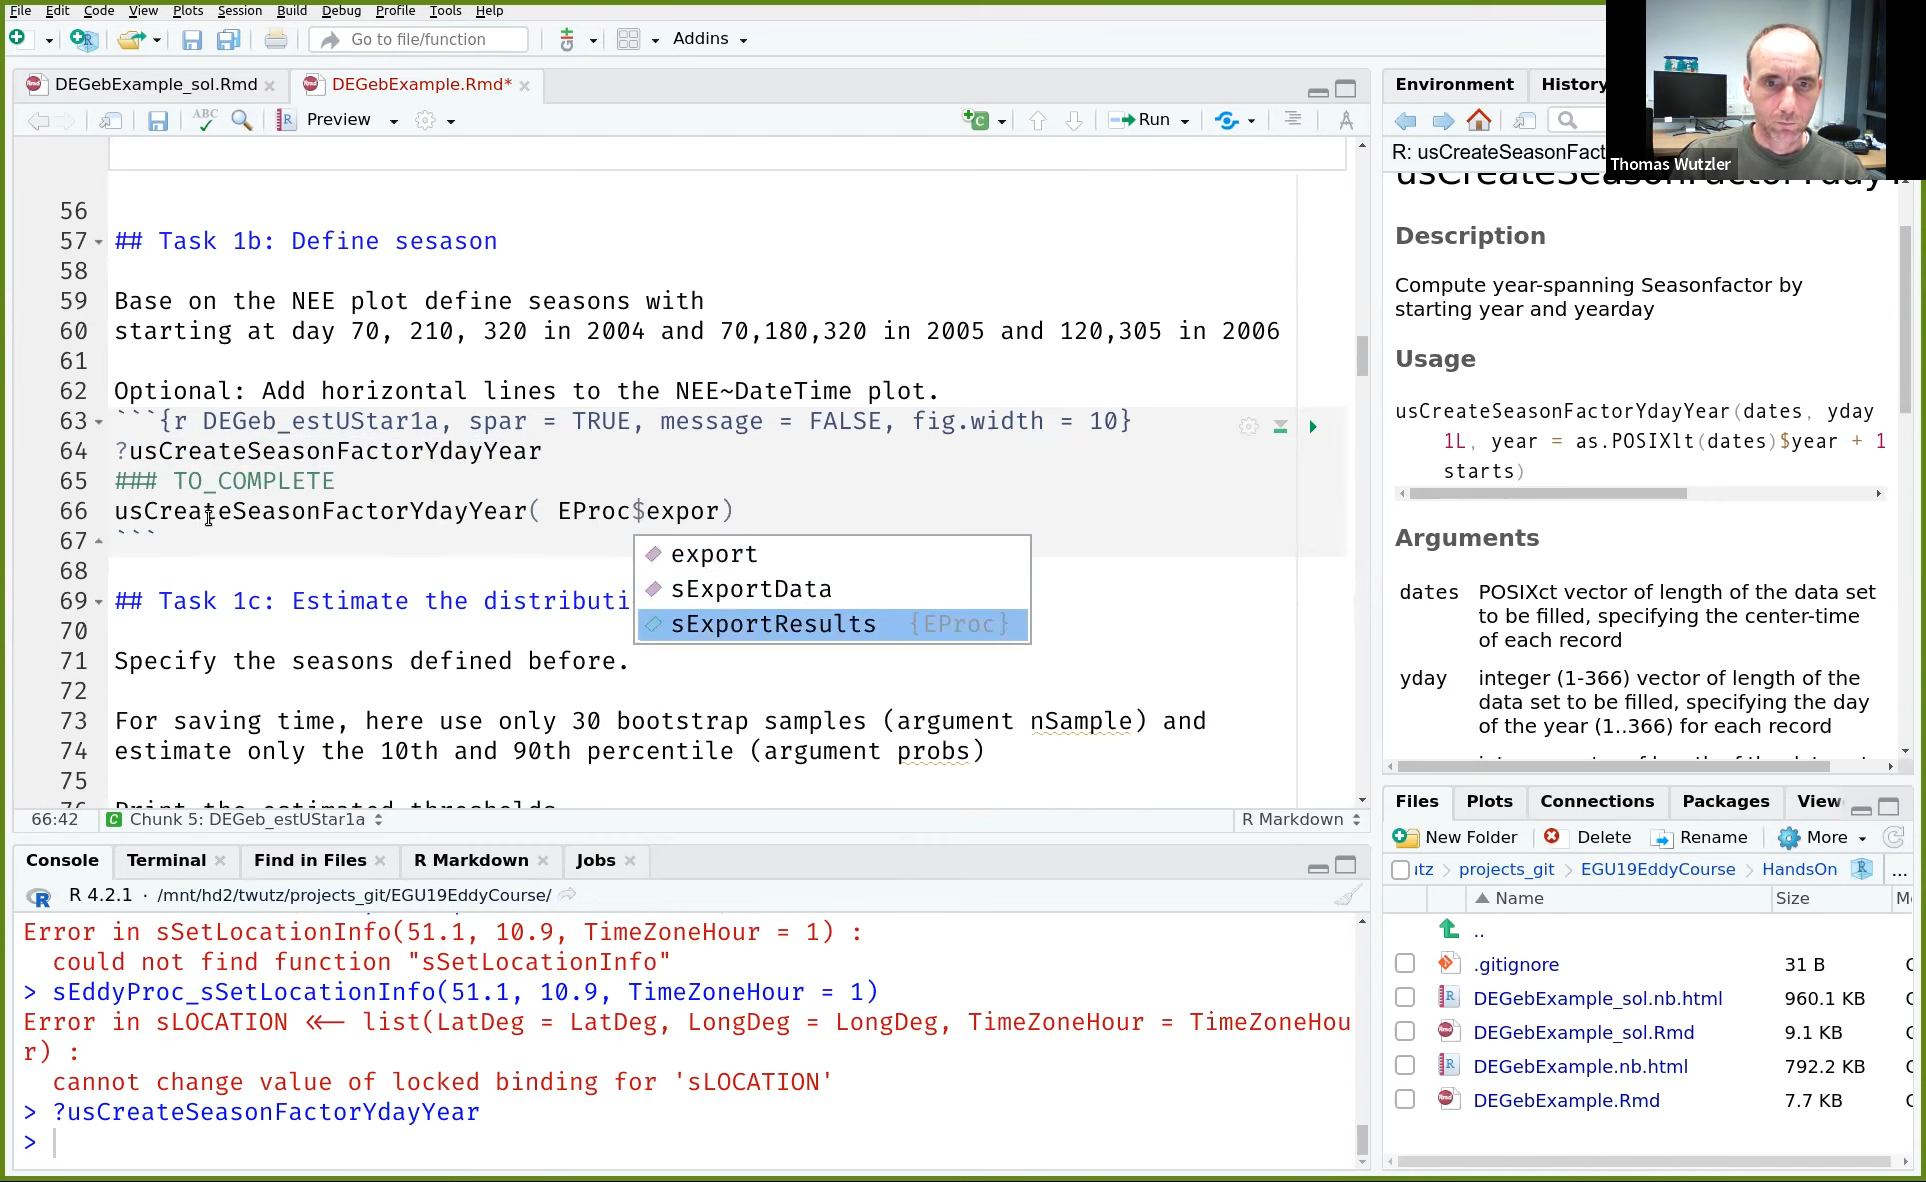 File Edit Code View Plots Session Build Debug Profile Tools Help
Go to file/function
Addins
DEGebExample_sol.Rmd
DEGebExample.Rmd*
ABC
Preview
Run
56
57 ## Task 1b: Define sesason
58
59 Base on the NEE plot define seasons with
60 starting at day 70, 210, 320 in 2004 and 70,180,320 in 2005 and 120,305 in 2006
61
62 Optional: Add horizontal lines to the NEE~DateTime plot.
63 ```{r DEGeb_estUStar1a, spar = TRUE, message = FALSE, fig.width = 10}
64 ?usCreateSeasonFactorYdayYear
65 ### TO_COMPLETE
66 usCreateSeasonFactorYdayYear( EProc$expor)
67 ```
export
sExportData
sExportResults {EProc}
68
69 ## Task 1c: Estimate the distributi
70
71 Specify the seasons defined before.
72
73 For saving time, here use only 30 bootstrap samples (argument nSample) and
74 estimate only the 10th and 90th percentile (argument probs)
75
76 Print the estimated thresholds
66:42 Chunk 5: DEGeb_estUStar1a R Markdown
Console Terminal Find in Files R Markdown Jobs
R 4.2.1 · /mnt/hd2/twutz/projects_git/EGU19EddyCourse/
Error in sSetLocationInfo(51.1, 10.9, TimeZoneHour = 1) :
could not find function "sSetLocationInfo"
> sEddyProc_sSetLocationInfo(51.1, 10.9, TimeZoneHour = 1)
Error in sLOCATION <<- list(LatDeg = LatDeg, LongDeg = LongDeg, TimeZoneHour = TimeZoneHou
r) :
cannot change value of locked binding for 'sLOCATION'
> ?usCreateSeasonFactorYdayYear
>
Environment History
R: usCreateSeasonFact
Thomas Wutzler
usCreateSeasonFactorYdayY
Description
Compute year-spanning Seasonfactor by
starting year and yearday
Usage
usCreateSeasonFactorYdayYear(dates, yday
1L, year = as.POSIXlt(dates)$year + 1
starts)
Arguments
dates POSIXct vector of length of the data set
to be filled, specifying the center-time
of each record
yday integer (1-366) vector of length of the
data set to be filled, specifying the day
of the year (1..366) for each record
Files Plots Connections Packages View
New Folder Delete Rename More
utz projects_git EGU19EddyCourse HandsOn ...
Name Size
..
.gitignore 31 B
DEGebExample_sol.nb.html 960.1 KB
DEGebExample_sol.Rmd 9.1 KB
DEGebExample.nb.html 792.2 KB
DEGebExample.Rmd 7.7 KB